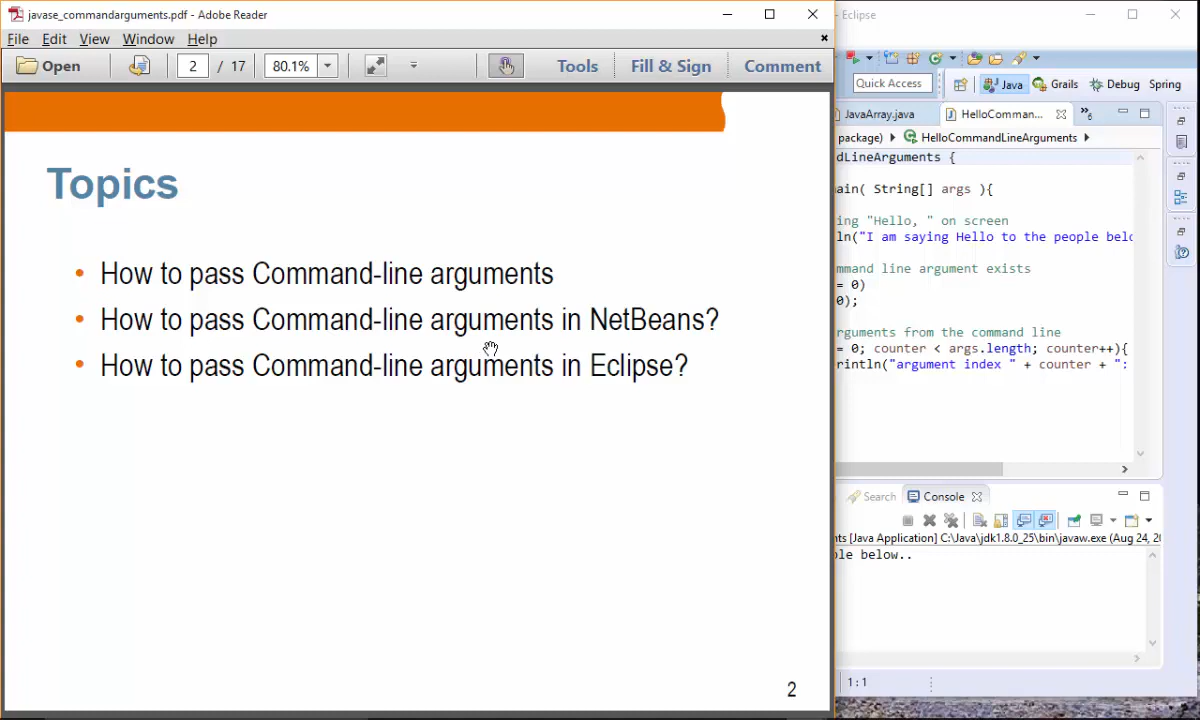 javase_commandarguments.pdf - Adobe Reader
File Edit View Window Help
Open 2 / 17 80.1% Tools Fill & Sign Comment
Topics
• How to pass Command-line arguments
• How to pass Command-line arguments in NetBeans?
• How to pass Command-line arguments in Eclipse?
2
Eclipse
Quick Access Java Grails Debug Spring
JavaArray.java HelloComman... 6
package) HelloCommandLineArguments
dLineArguments {
ain( String[] args ){
ing "Hello, " on screen
ln("I am saying Hello to the people belo
mmand line argument exists
= 0)
0);
rguments from the command line
= 0; counter < args.length; counter++){
rintln("argument index " + counter + ":
Search Console
nts [Java Application] C:\Java\jdk1.8.0_25\bin\javaw.exe (Aug 24, 20
ple below..
1:1